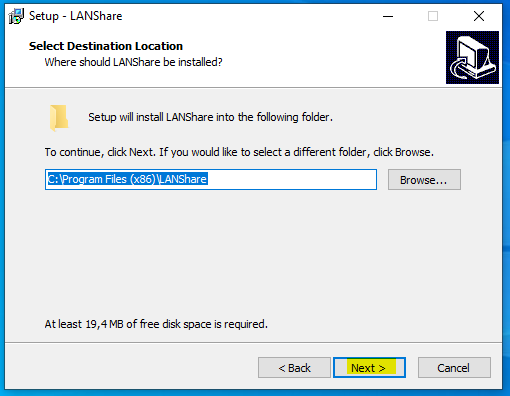 Setup - LANShare
Select Destination Location
Where should LANShare be installed?
Setup will install LANShare into the following folder.
To continue, click Next. If you would like to select a different folder, click Browse.
C:\Program Files (x86)\LANShare
Browse...
At least 19,4 MB of free disk space is required.
< Back
Next >
Cancel